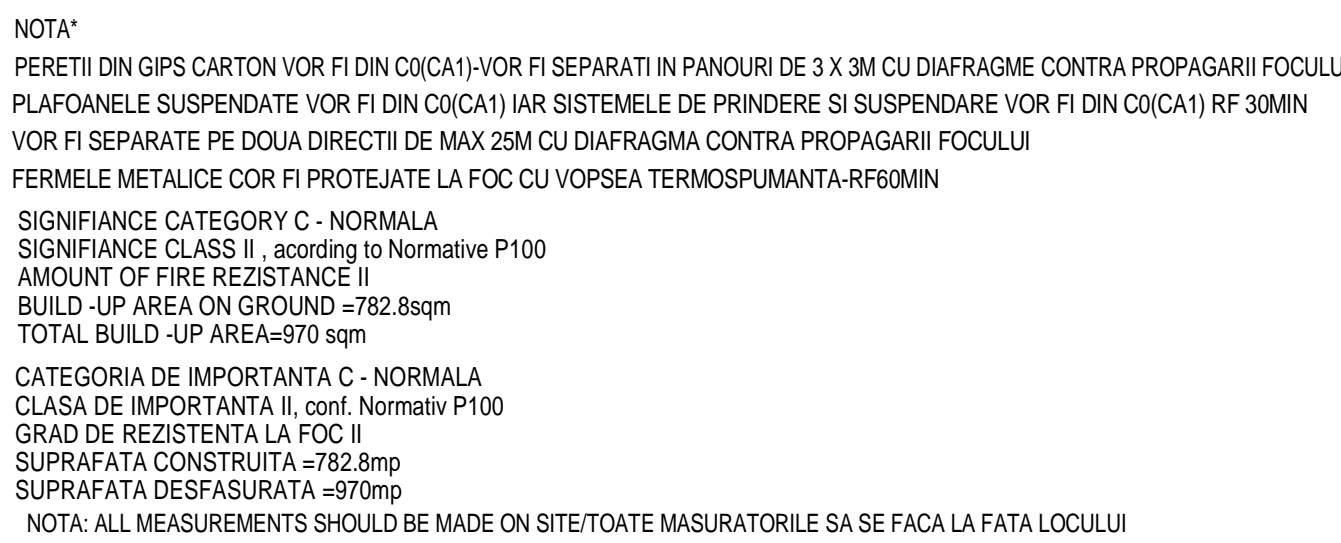 NOTA*
PERETII DIN GIPS CARTON VOR FI DIN C0(CA1)-VOR FI SEPARATI IN PANOURI DE 3 X 3M CU DIAFRAGME CONTRA PROPAGARII FOCULU
PLAFOANELE SUSPENDATE VOR FI DIN C0(CA1) IAR SISTEMELE DE PRINDERE SI SUSPENDARE VOR FI DIN C0(CA1) RF 30MIN
VOR FI SEPARATE PE DOUA DIRECTII DE MAX 25M CU DIAFRAGMA CONTRA PROPAGARII FOCULUI
FERMELE METALICE COR FI PROTEJATE LA FOC CU VOPSEA TERMOSPUMANTA-RF60MIN
SIGNIFIANCE CATEGORY C - NORMALA
SIGNIFIANCE CLASS II , acording to Normative P100
AMOUNT OF FIRE REZISTANCE II
BUILD -UP AREA ON GROUND =782.8sqm
TOTAL BUILD -UP AREA=970 sqm
CATEGORIA DE IMPORTANTA C - NORMALA
CLASA DE IMPORTANTA II, conf. Normativ P100
GRAD DE REZISTENTA LA FOC II
SUPRAFATA CONSTRUITA =782.8mp
SUPRAFATA DESFASURATA =970mp
NOTA: ALL MEASUREMENTS SHOULD BE MADE ON SITE/TOATE MASURATORILE SA SE FACA LA FATA LOCULUI